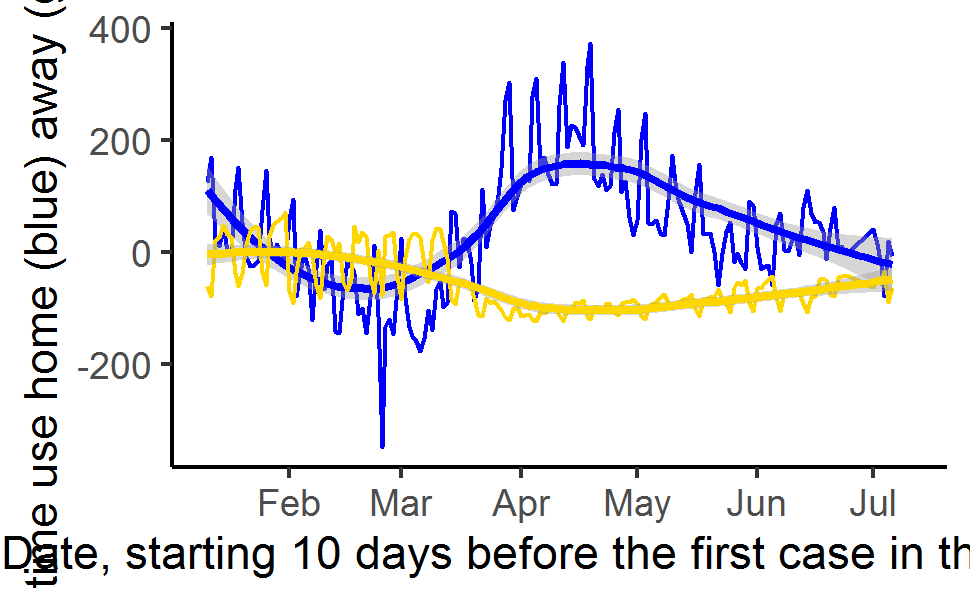 time use home (blue) away (
400
200
0
-200
Feb Mar Apr May Jun Jul
Date, starting 10 days before the first case in th